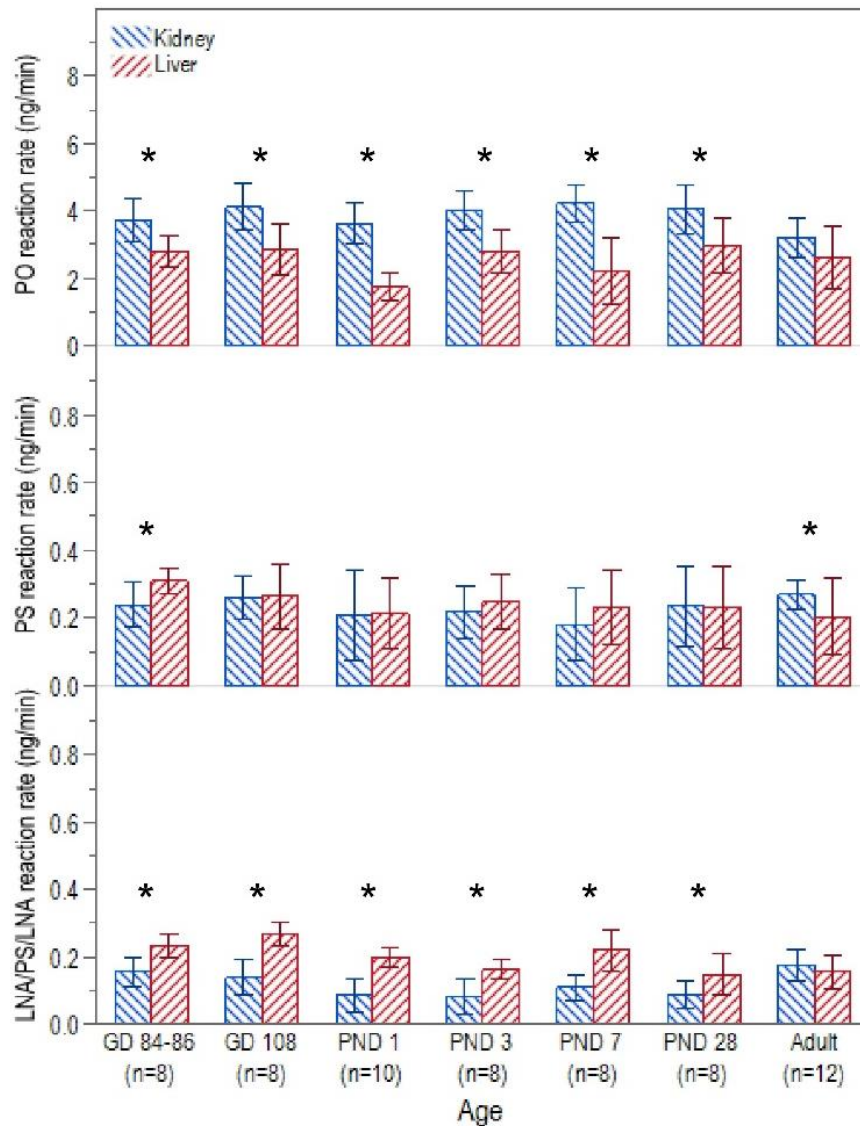 Kidney
Liver
PO reaction rate (ng/min)
8
6
4
2
0
* * * * * *
PS reaction rate (ng/min)
0.8
0.6
0.4
0.2
0.0
* *
LNA/PS/LNA reaction rate (ng/min)
0.8
0.6
0.4
0.2
0.0
* * * * * *
GD 84-86 GD 108 PND 1 PND 3 PND 7 PND 28 Adult
(n=8) (n=8) (n=10) (n=8) (n=8) (n=8) (n=12)
Age